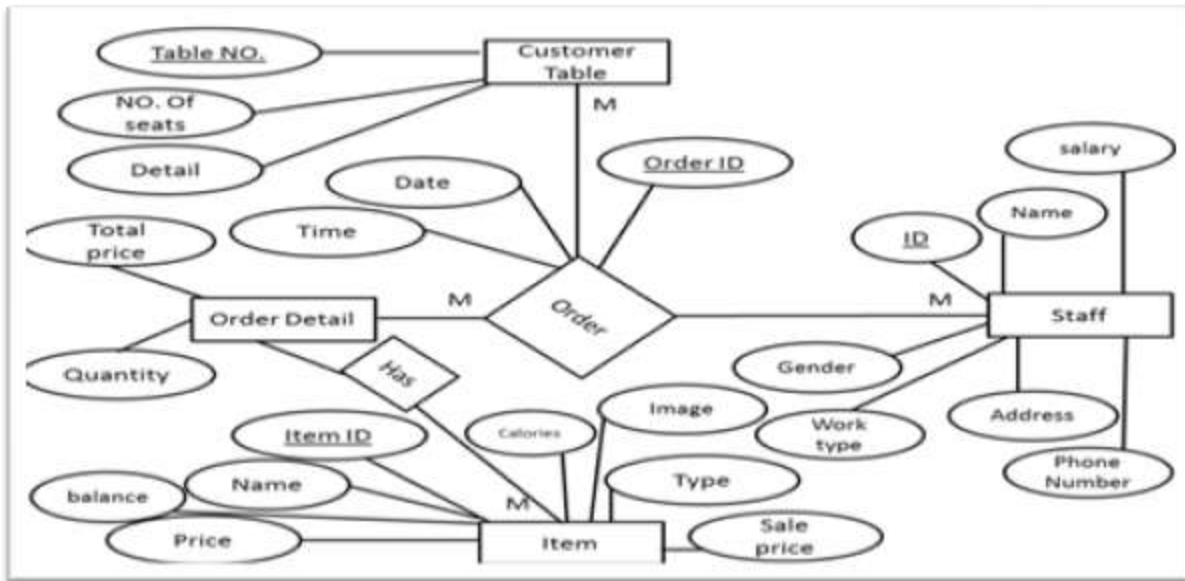 Customer
Table
Table NO.
M
NO. Of
seats
Detail
Date
Order ID
salary
Time
Name
Total
price
ID
M
M
Order Detail
Order
Staff
Quantity
Has
Gender
Image
Address
Item ID
Calories
Work
type
Phone
Number
Name
Type
balance
M
Price
Item
Sale
price